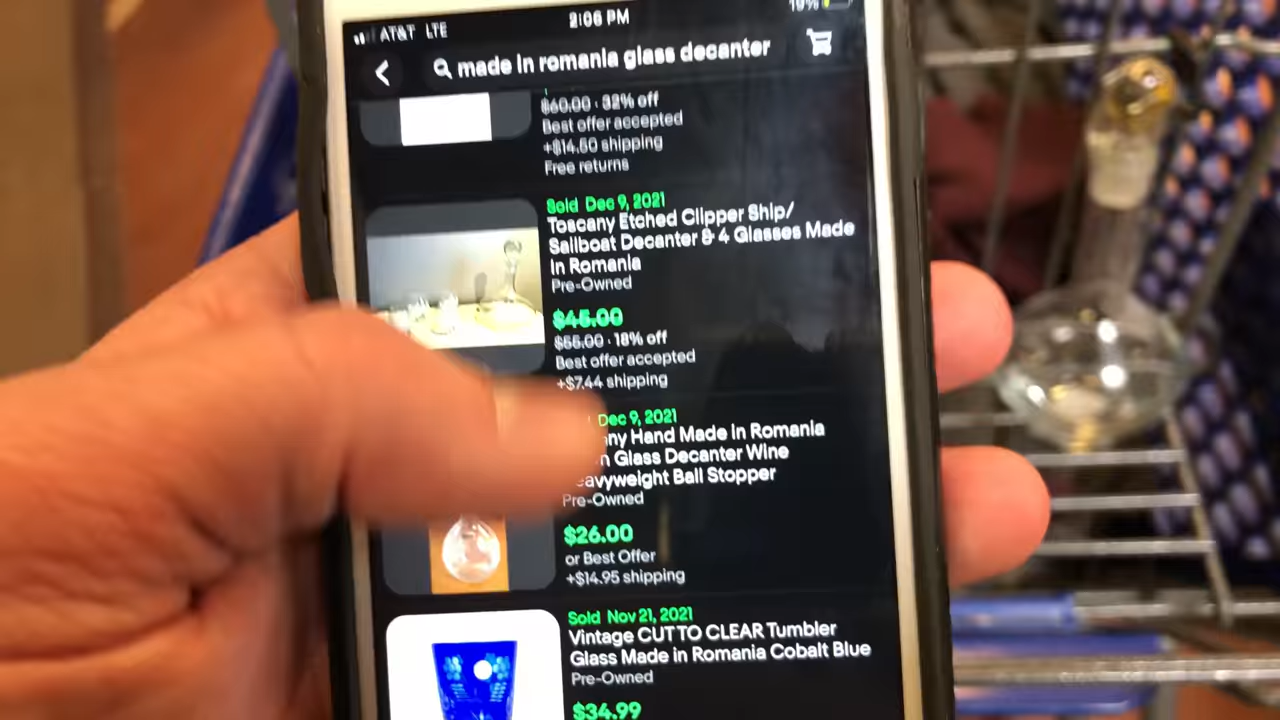 AT&T LTE
2:06 PM
19%
made in romania glass decanter
$60.00 · 32% off
Best offer accepted
+$14.50 shipping
Free returns
Sold Dec 9, 2021
Toscany Etched Clipper Ship/
Sailboat Decanter & 4 Glasses Made
In Romania
Pre-Owned
$45.00
$55.00 · 18% off
Best offer accepted
+$7.44 shipping
Dec 9, 2021
Hand Made in Romania
Glass Decanter Wine
Ball Stopper
Pre-Owned
$26.00
or Best Offer
+$14.95 shipping
Sold Nov 21, 2021
Vintage CUT TO CLEAR Tumbler
Glass Made in Romania Cobalt Blue
Pre-Owned
$34.99